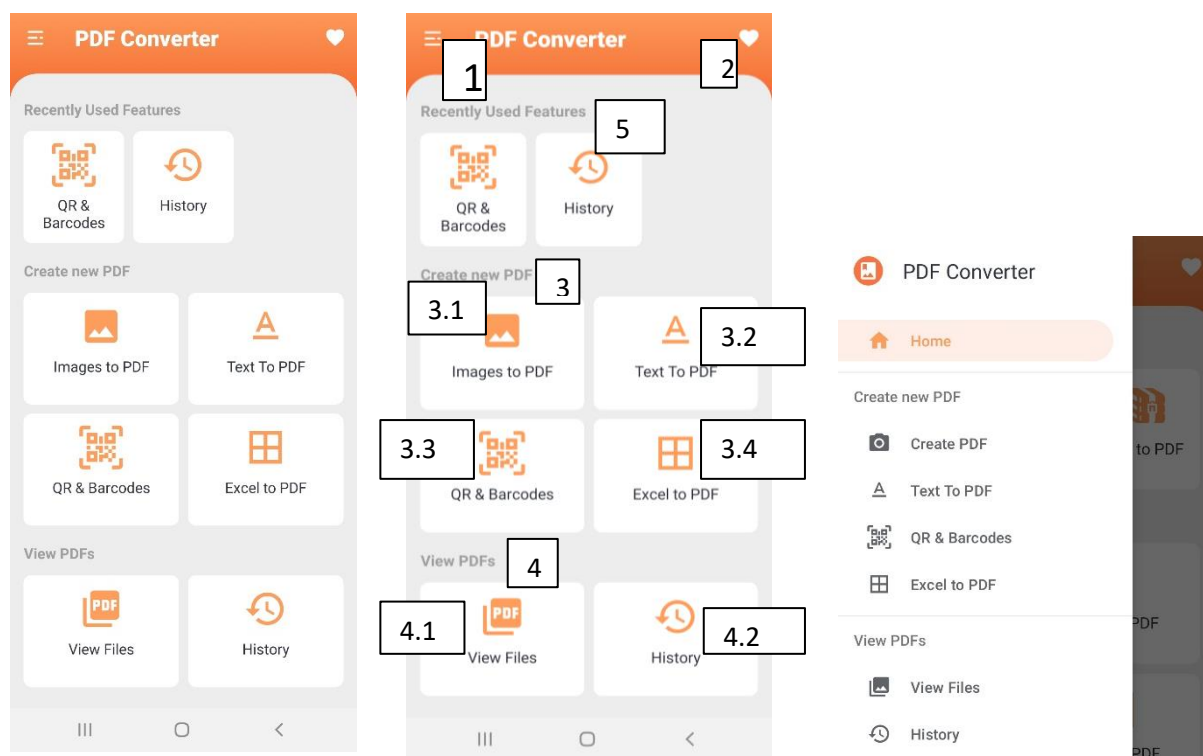 PDF Converter
Recently Used Features
QR &
Barcodes
History
Create new PDF
Images to PDF
Text To PDF
QR & Barcodes
Excel to PDF
View PDFs
PDF
View Files
History
PDF Converter
1
2
Recently Used Features
5
QR &
Barcodes
History
Create new PDF
3
3.1
3.2
Images to PDF
Text To PDF
3.3
3.4
QR & Barcodes
Excel to PDF
View PDFs
4
PDF
4.1
4.2
View Files
History
PDF Converter
Home
Create new PDF
Create PDF
Text To PDF
QR & Barcodes
Excel to PDF
View PDFs
View Files
History
to PDF
PDF
PDF